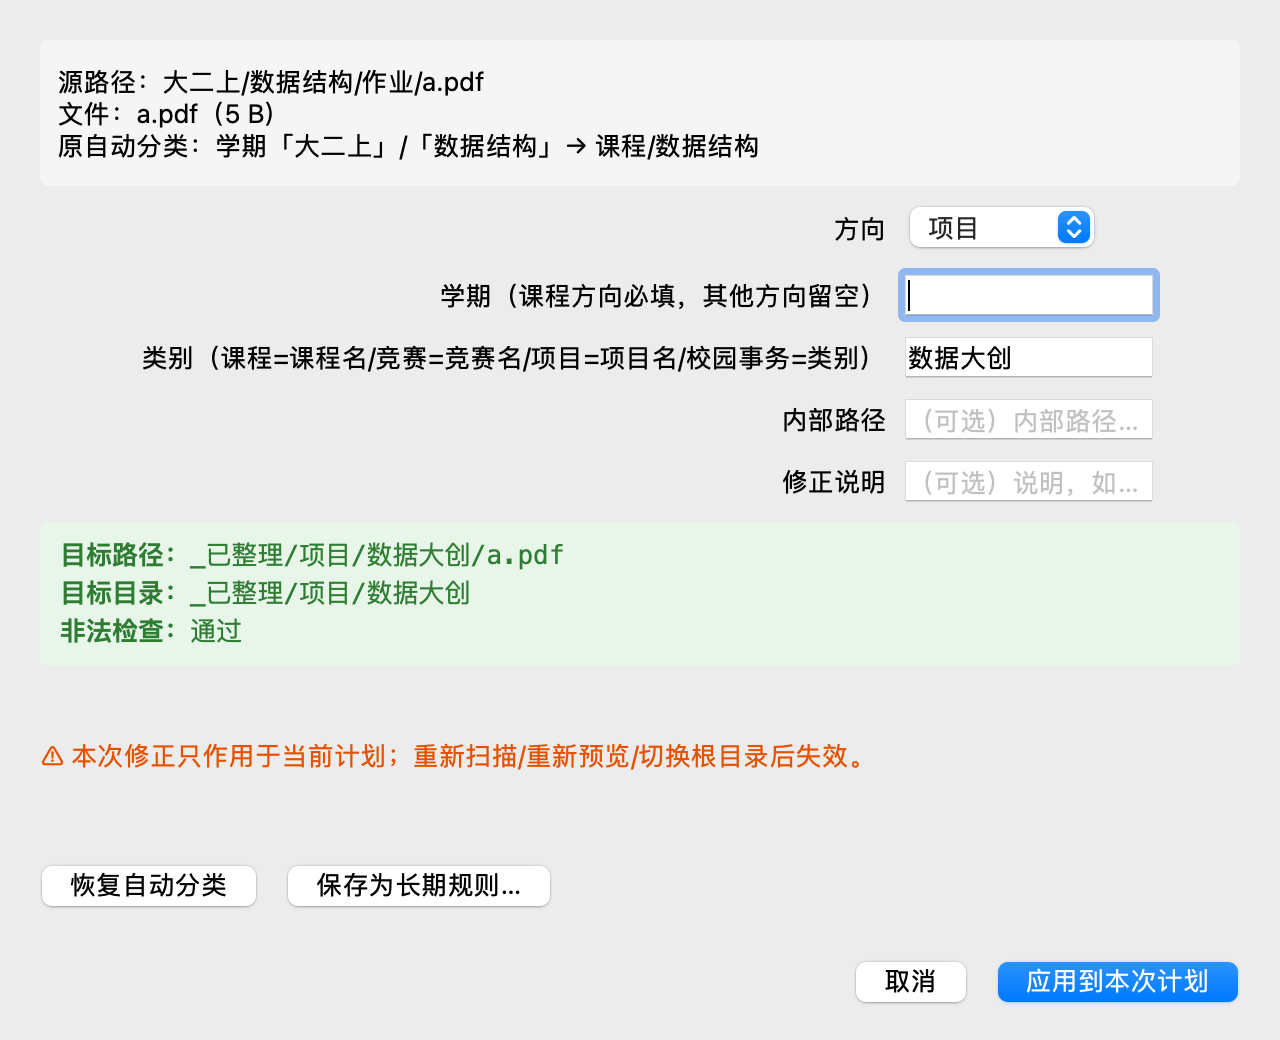 源路径：大二上/数据结构/作业/a.pdf
文件：a.pdf（5 B）
原自动分类：学期「大二上」/「数据结构」→ 课程/数据结构
方向 项目
学期（课程方向必填，其他方向留空）
类别（课程=课程名/竞赛=竞赛名/项目=项目名/校园事务=类别） 数据大创
内部路径 （可选）内部路径...
修正说明 （可选）说明，如...
目标路径：_已整理/项目/数据大创/a.pdf
目标目录：_已整理/项目/数据大创
非法检查：通过
⚠ 本次修正只作用于当前计划；重新扫描/重新预览/切换根目录后失效。
恢复自动分类 保存为长期规则...
取消 应用到本次计划